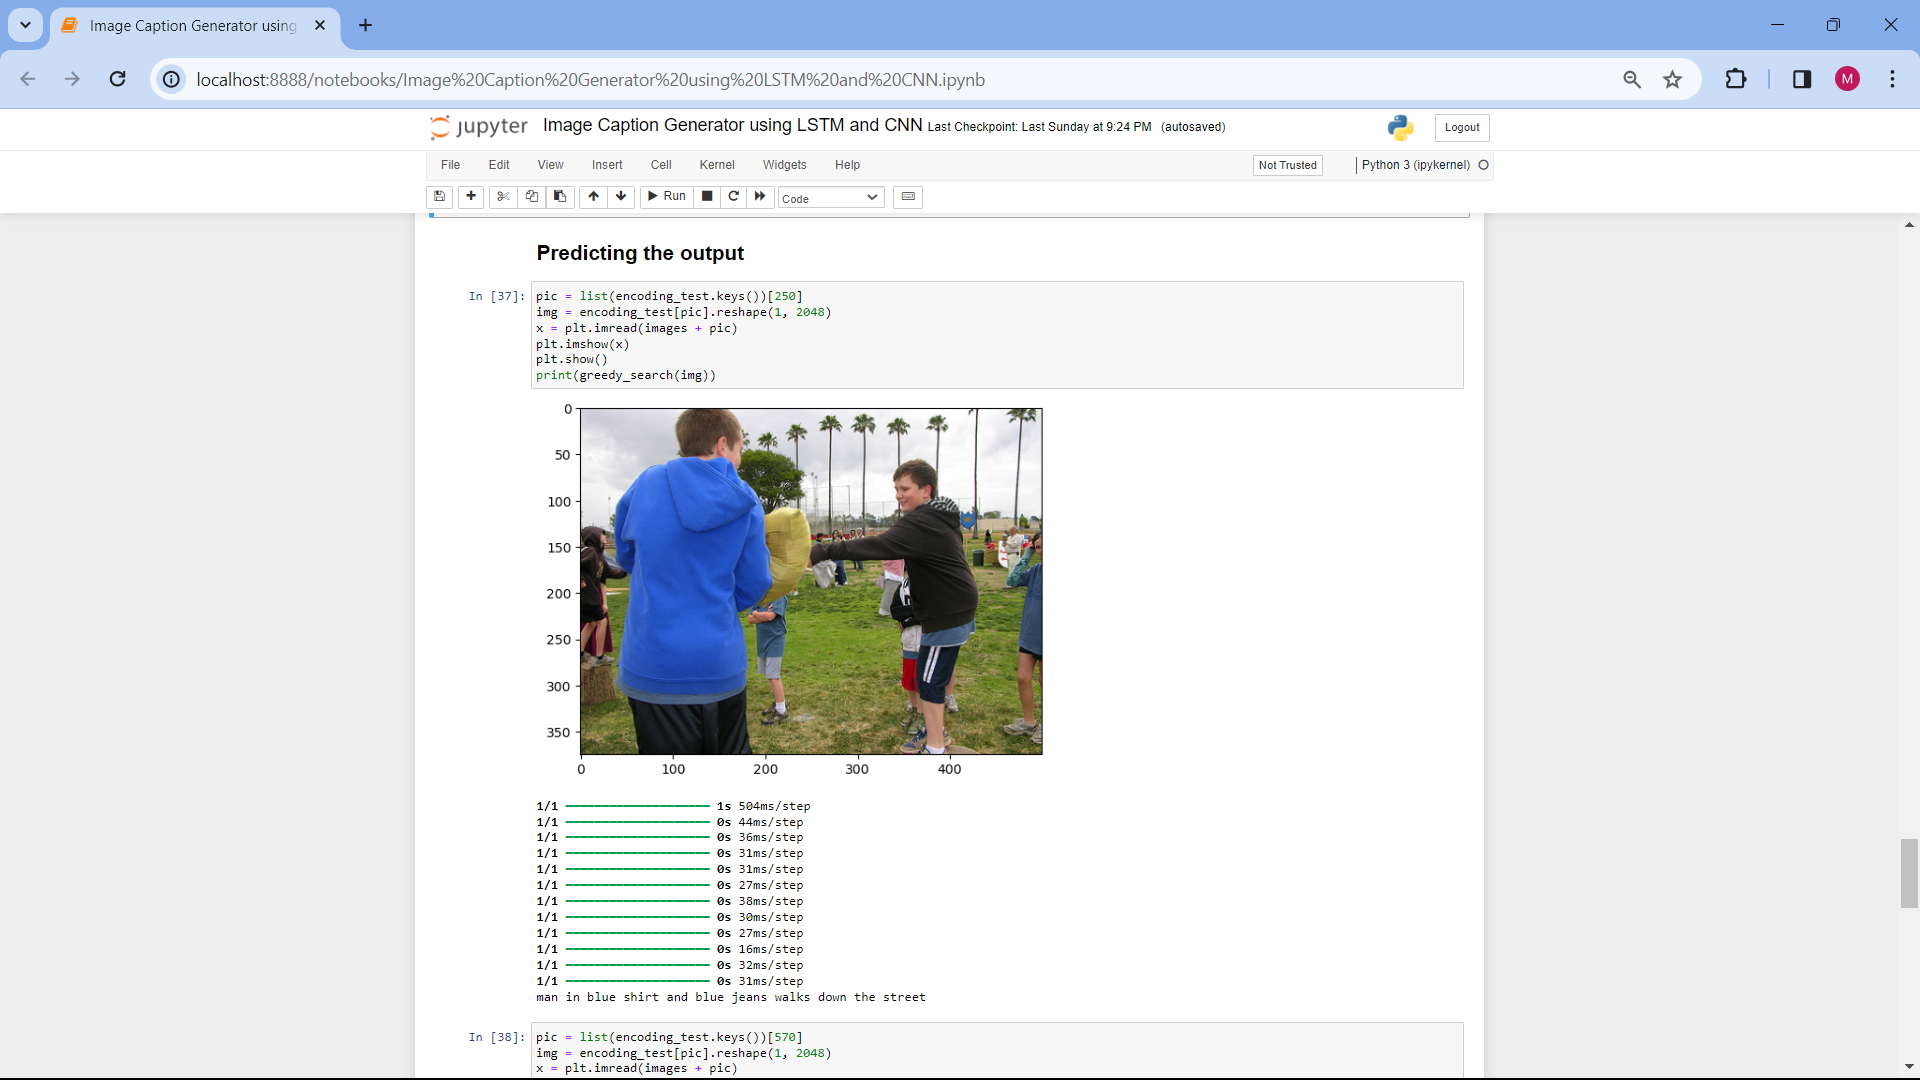 Image Caption Generator using
localhost:8888/notebooks/Image%20Caption%20Generator%20using%20LSTM%20and%20CNN.ipynb
M
jupyter Image Caption Generator using LSTM and CNN Last Checkpoint: Last Sunday at 9:24 PM (autosaved)
Logout
File Edit View Insert Cell Kernel Widgets Help
Not Trusted
Python 3 (ipykernel)
Run
Code
Predicting the output
In [37]:
pic = list(encoding_test.keys())[250]
img = encoding_test[pic].reshape(1, 2048)
x = plt.imread(images + pic)
plt.imshow(x)
plt.show()
print(greedy_search(img))
0
50
100
150
200
250
300
350
0 100 200 300 400
1/1 ━━━━━━━━━━━━━━━━━━━━ 1s 504ms/step
1/1 ━━━━━━━━━━━━━━━━━━━━ 0s 44ms/step
1/1 ━━━━━━━━━━━━━━━━━━━━ 0s 36ms/step
1/1 ━━━━━━━━━━━━━━━━━━━━ 0s 31ms/step
1/1 ━━━━━━━━━━━━━━━━━━━━ 0s 31ms/step
1/1 ━━━━━━━━━━━━━━━━━━━━ 0s 27ms/step
1/1 ━━━━━━━━━━━━━━━━━━━━ 0s 38ms/step
1/1 ━━━━━━━━━━━━━━━━━━━━ 0s 30ms/step
1/1 ━━━━━━━━━━━━━━━━━━━━ 0s 27ms/step
1/1 ━━━━━━━━━━━━━━━━━━━━ 0s 16ms/step
1/1 ━━━━━━━━━━━━━━━━━━━━ 0s 32ms/step
1/1 ━━━━━━━━━━━━━━━━━━━━ 0s 31ms/step
man in blue shirt and blue jeans walks down the street
In [38]:
pic = list(encoding_test.keys())[570]
img = encoding_test[pic].reshape(1, 2048)
x = plt.imread(images + pic)